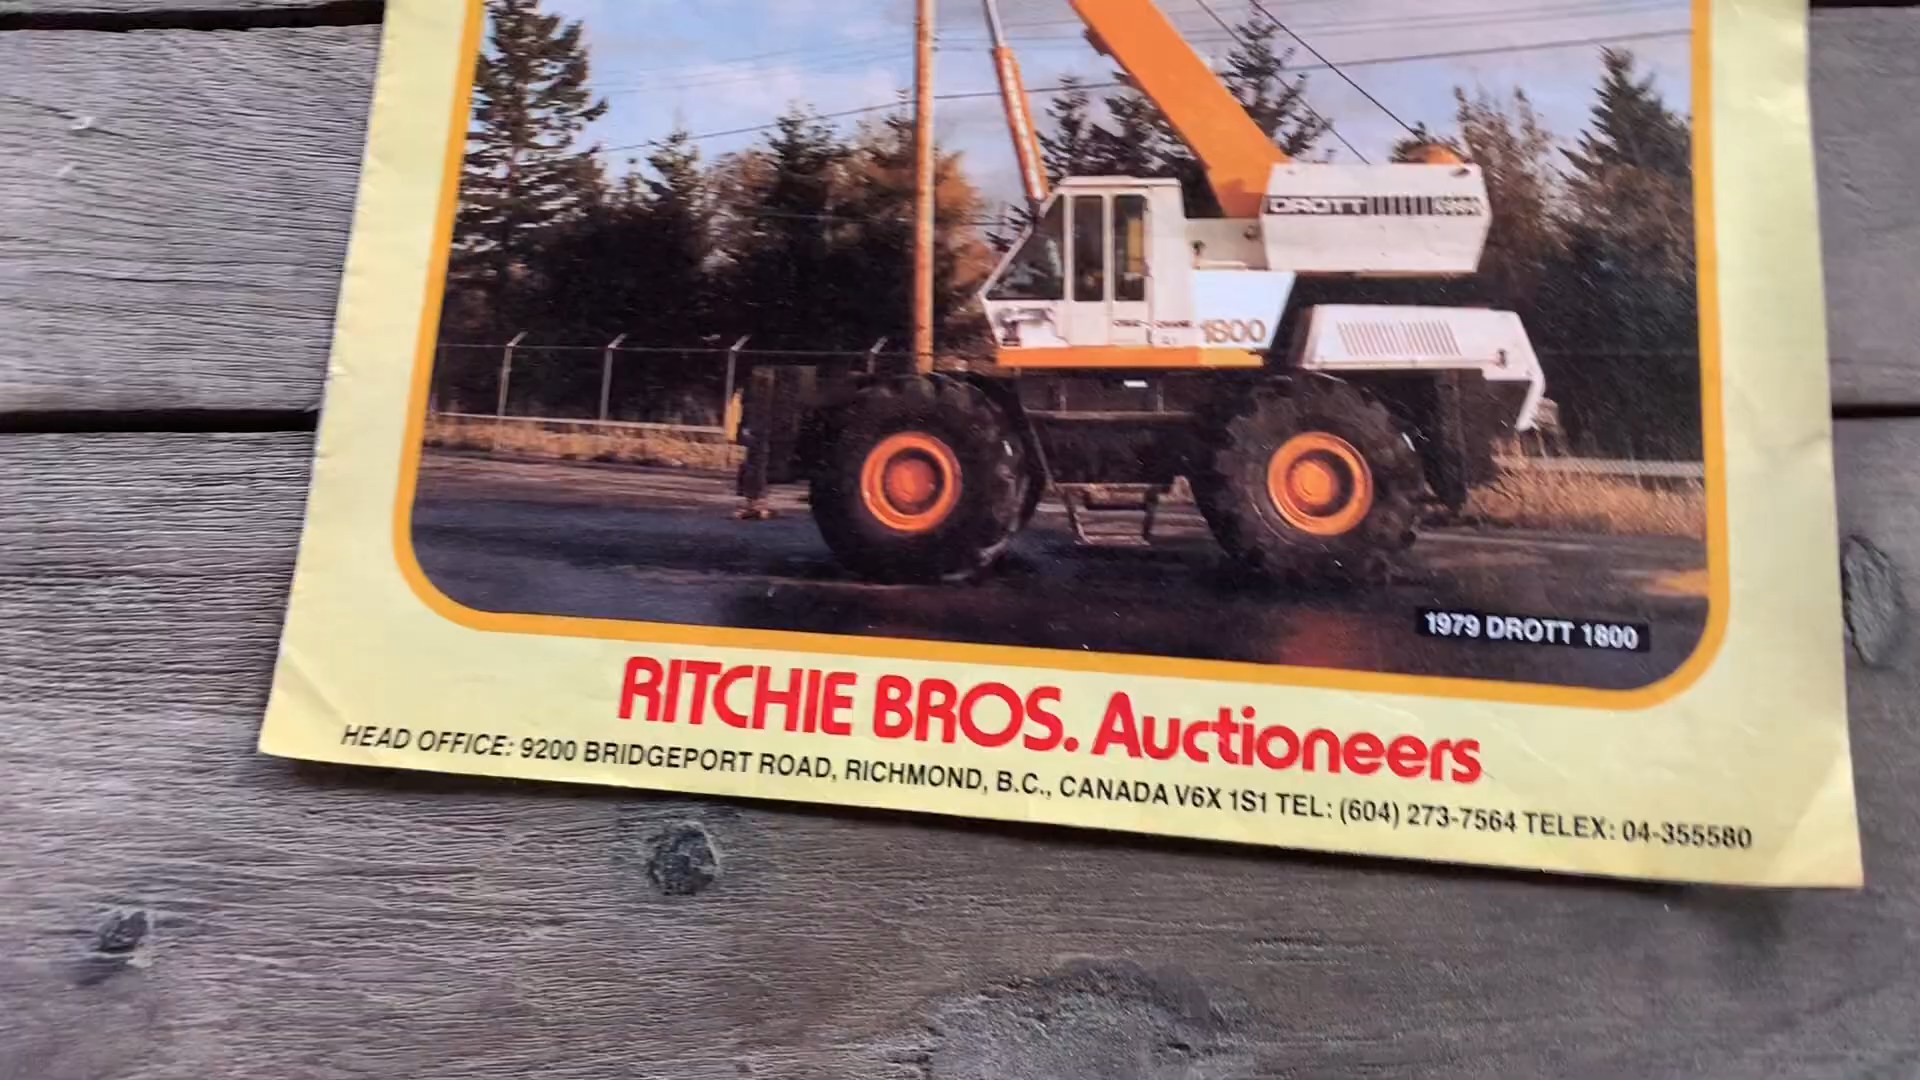 DROTT
1800
1979 DROTT 1800
RITCHIE BROS. Auctioneers
HEAD OFFICE: 9200 BRIDGEPORT ROAD, RICHMOND, B.C., CANADA V6X 1S1 TEL: (604) 273-7564 TELEX: 04-355580